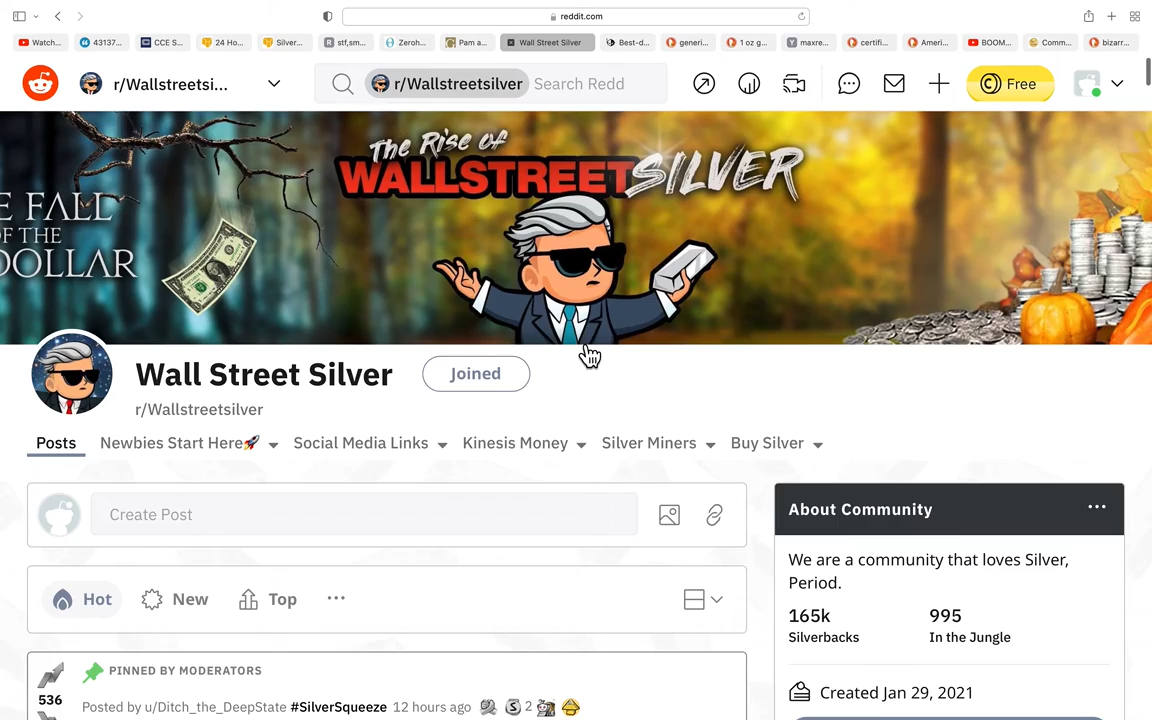 reddit.com
Watch...
43137...
CCE S...
24 Ho...
Silver...
stf,sm...
Zeroh...
Pam a...
Wall Street Silver
Best-d...
generi...
1 oz g...
maxre...
certifi...
Ameri...
BOOM...
Comm...
bizarr...
r/Wallstreetsi...
r/Wallstreetsilver Search Redd
Free
The Rise of
WALLSTREETSILVER
E FALL
OF THE
DOLLAR
Wall Street Silver
Joined
r/Wallstreetsilver
Posts Newbies Start Here Social Media Links Kinesis Money Silver Miners Buy Silver
Create Post
Hot New Top ...
About Community
We are a community that loves Silver,
Period.
165k 995
Silverbacks In the Jungle
Created Jan 29, 2021
PINNED BY MODERATORS
536
Posted by u/Ditch_the_DeepState #SilverSqueeze 12 hours ago 2